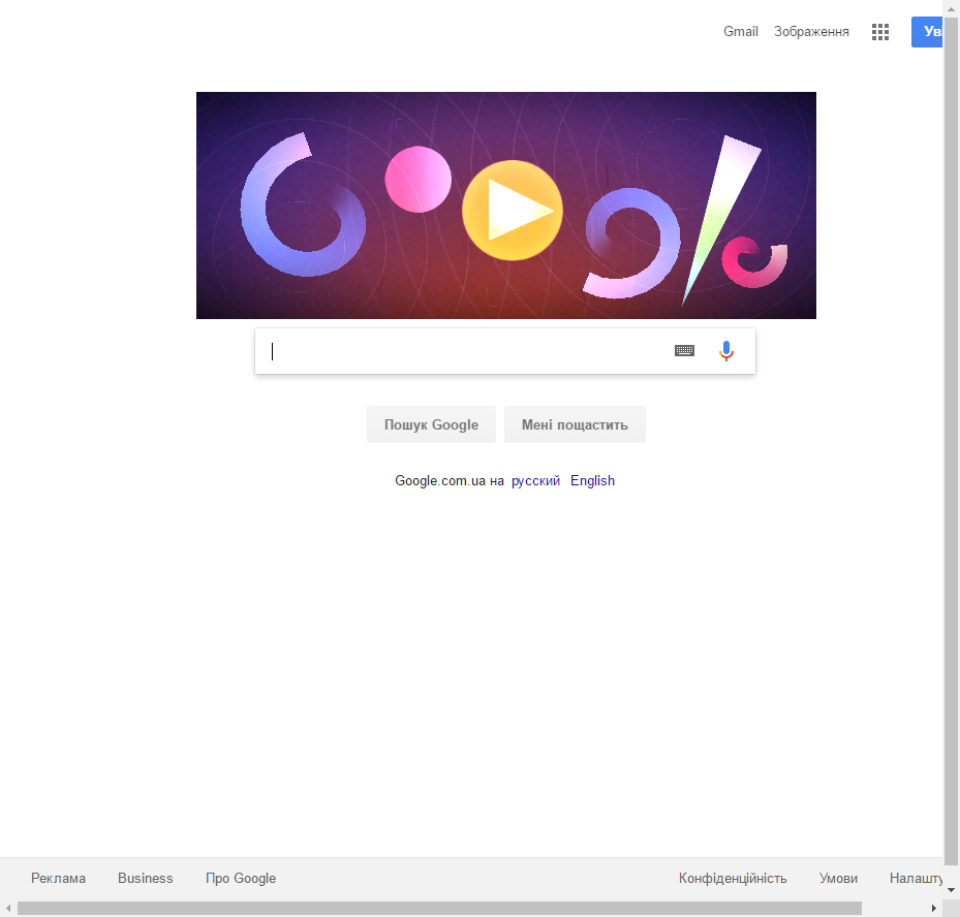 Gmail Зображення Ув
Google
Пошук Google Мені пощастить
Google.com.ua на русский English
Реклама Business Про Google Конфіденційність Умови Налашту